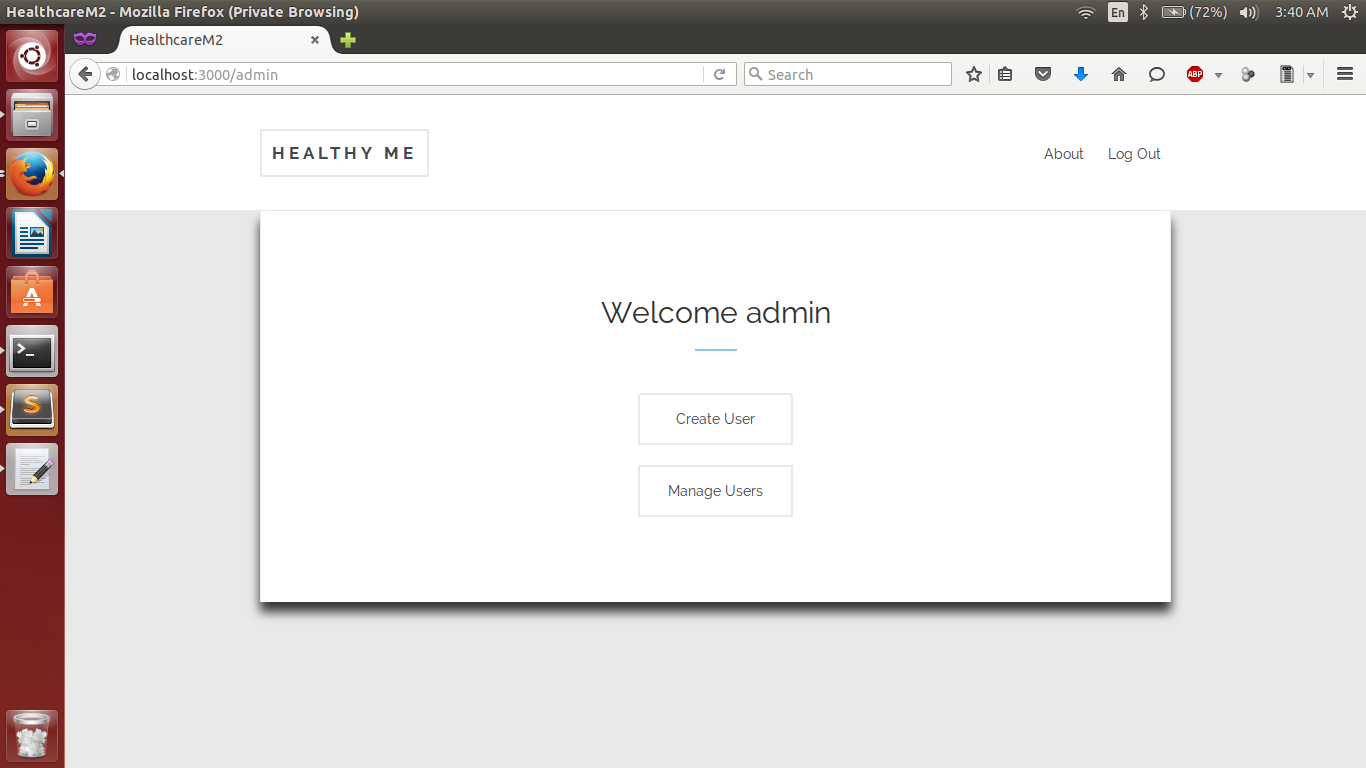 HealthcareM2 - Mozilla Firefox (Private Browsing)
En
(72%)
3:40 AM
HealthcareM2
localhost:3000/admin
Search
ABP
HEALTHY ME
About
Log Out
Welcome admin
Create User
Manage Users